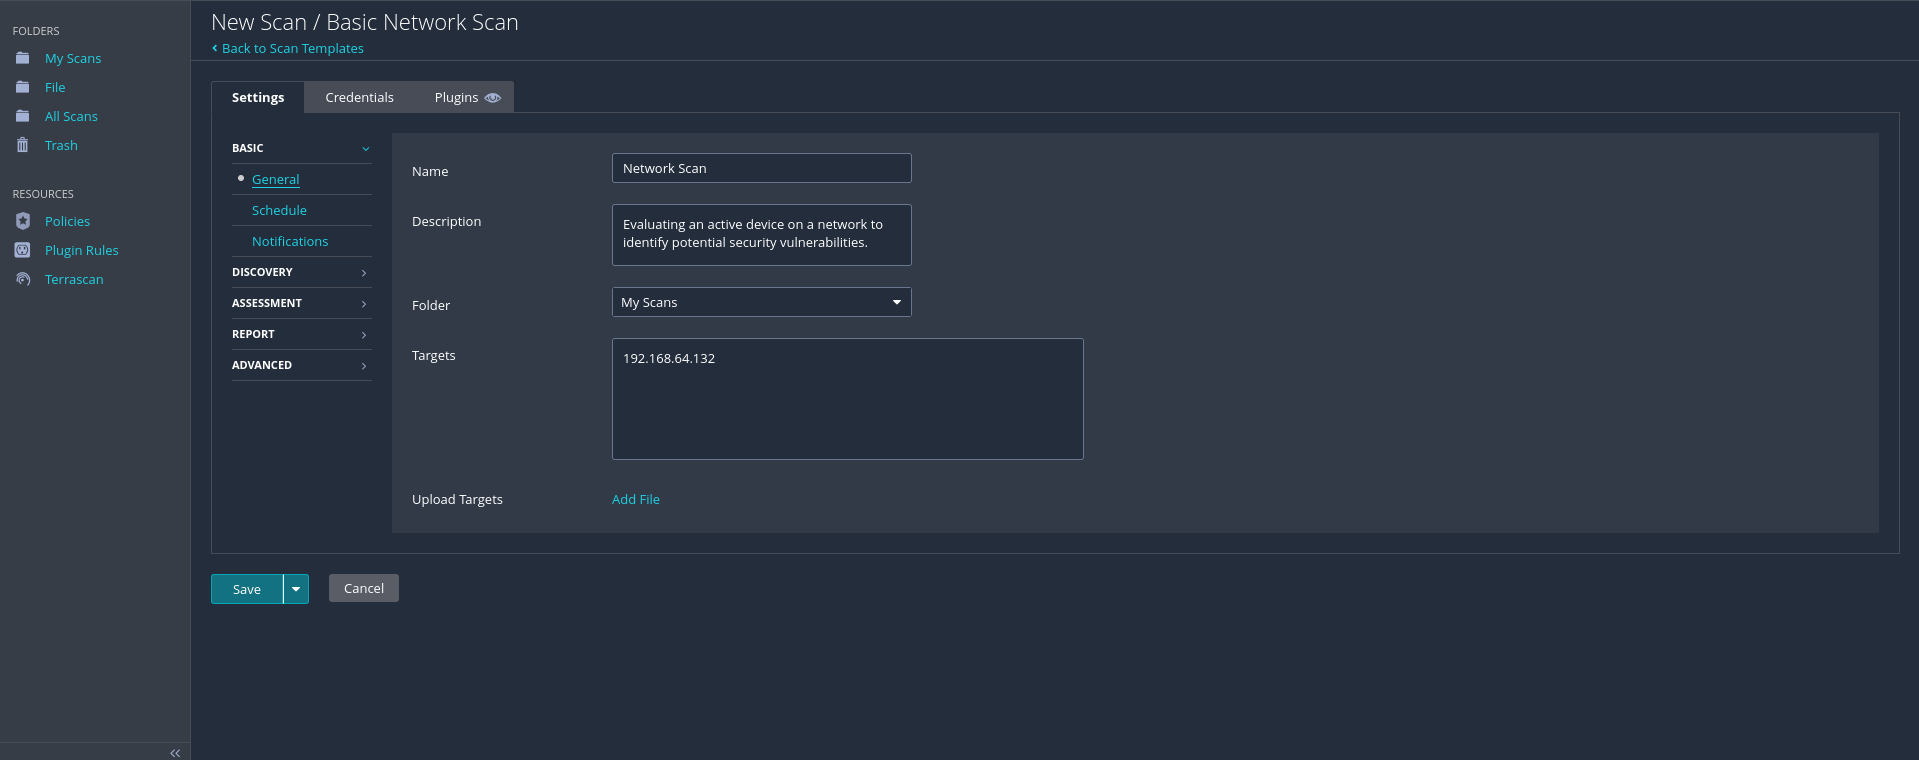 FOLDERS
My Scans
File
All Scans
Trash
RESOURCES
Policies
Plugin Rules
Terrascan
New Scan / Basic Network Scan
Back to Scan Templates
Settings Credentials Plugins
BASIC
General
Schedule
Notifications
DISCOVERY
ASSESSMENT
REPORT
ADVANCED
Name Network Scan
Description Evaluating an active device on a network to
identify potential security vulnerabilities.
Folder My Scans
Targets 192.168.64.132
Upload Targets Add File
Save Cancel